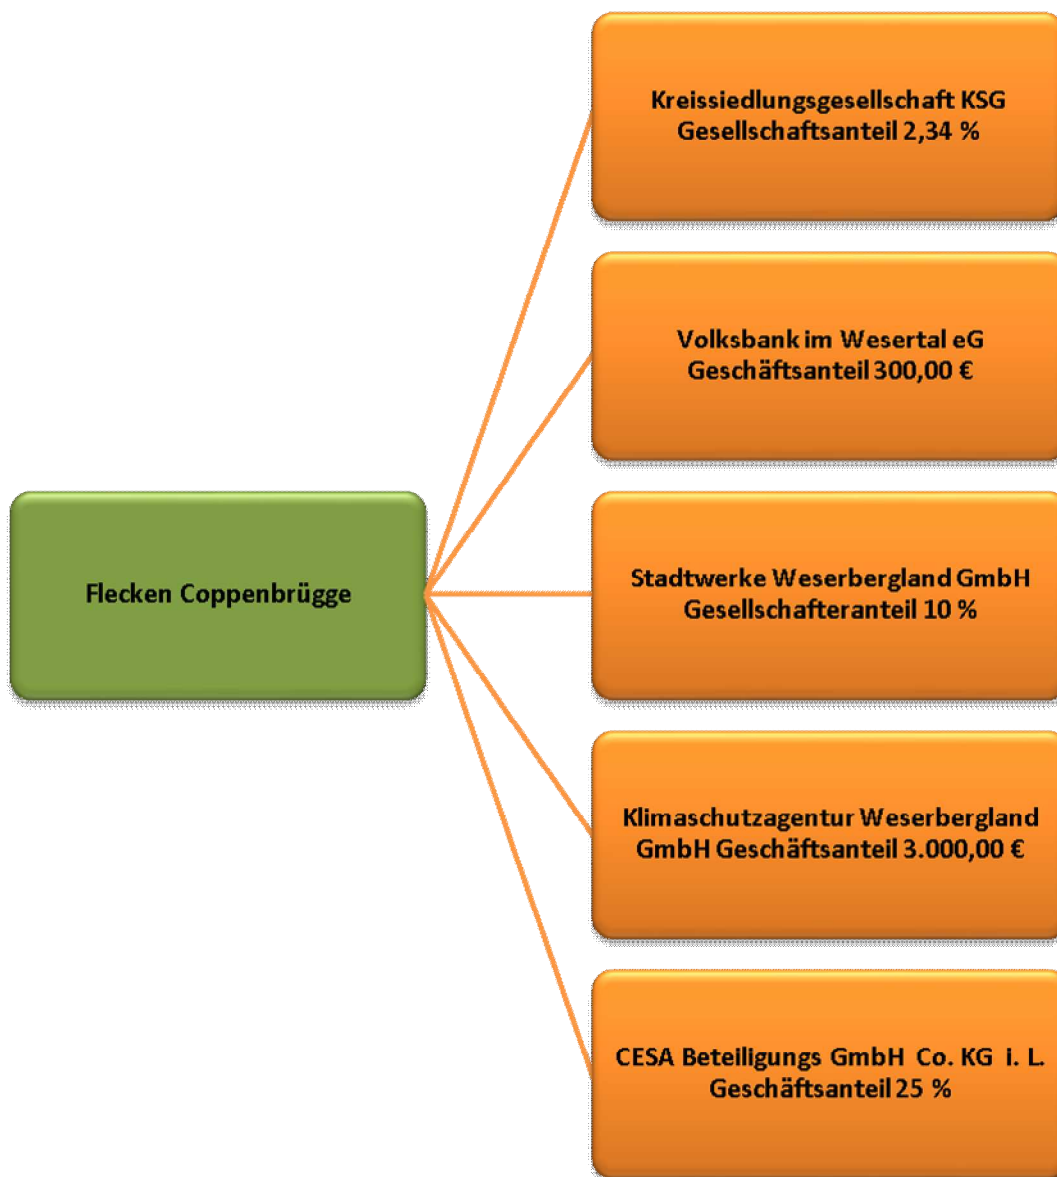 Kreissiedlungsgesellschaft KSG
Gesellschaftsanteil 2,34 %
Volksbank im Wesertal eG
Geschäftsanteil 300,00 €
Flecken Coppenbrügge
Stadtwerke Weserbergland GmbH
Gesellschafteranteil 10 %
Klimaschutzagentur Weserbergland
GmbH Geschäftsanteil 3.000,00 €
CESA Beteiligungs GmbH Co. KG i. L.
Geschäftsanteil 25 %